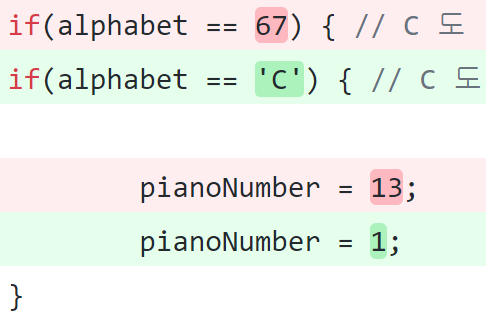 if(alphabet == 67) { // C 도
if(alphabet == 'C') { // C 도
pianoNumber = 13;
pianoNumber = 1;
}